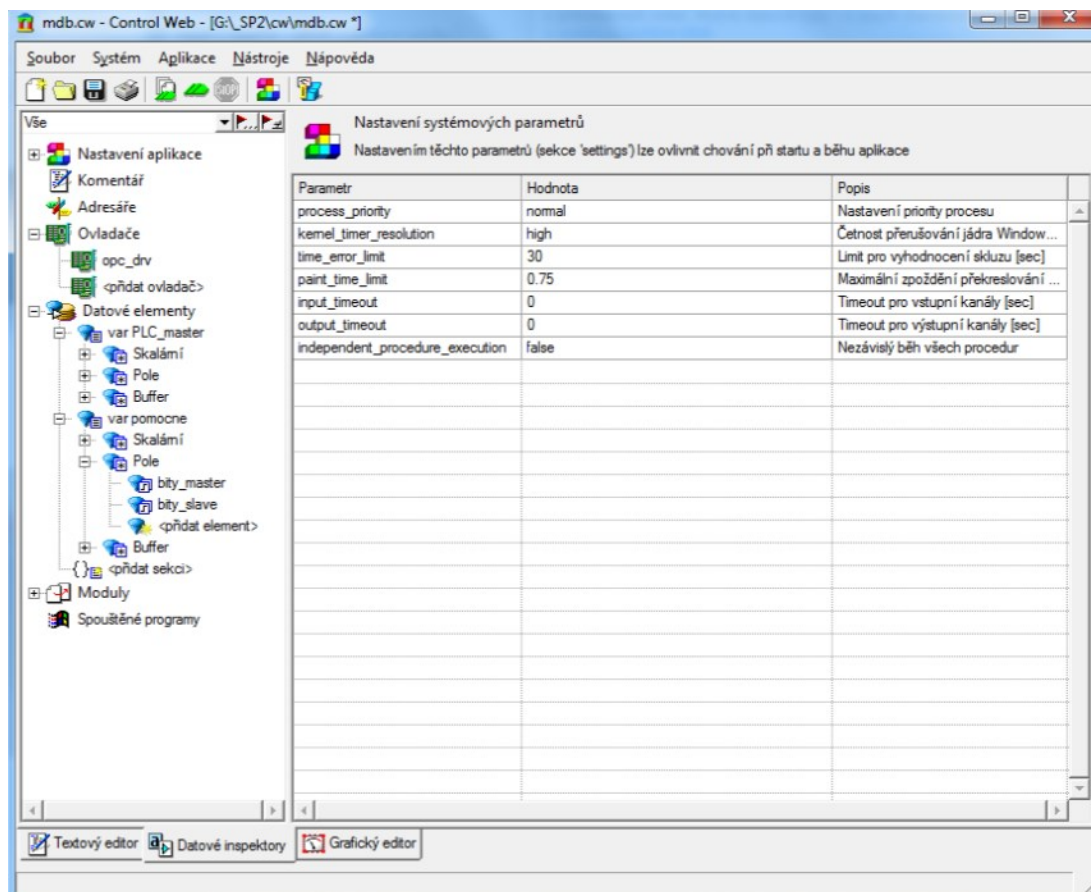 mdb.cw - Control Web - [G:\_SP2\cw\mdb.cw *]
Soubor Systém Aplikace Nástroje Nápověda
STOP
Vše
Nastavení aplikace
Komentář
Adresáře
Ovladače
opc_drv
<přidat ovladač>
Datové elementy
var PLC_master
Skalární
Pole
Buffer
var pomocne
Skalární
Pole
bity_master
bity_slave
<přidat element>
Buffer
<přidat sekci>
Moduly
Spouštěné programy
Nastavení systémových parametrů
Nastavením těchto parametrů (sekce 'settings') lze ovlivnit chování při startu a běhu aplikace
Parametr Hodnota Popis
process_priority normal Nastavení priority procesu
kernel_timer_resolution high Četnost přerušování jádra Window...
time_error_limit 30 Limit pro vyhodnocení skluzu [sec]
paint_time_limit 0.75 Maximální zpoždění překreslování ...
input_timeout 0 Timeout pro vstupní kanály [sec]
output_timeout 0 Timeout pro výstupní kanály [sec]
independent_procedure_execution false Nezávislý běh všech procedur
Textový editor Datové inspektory Grafický editor